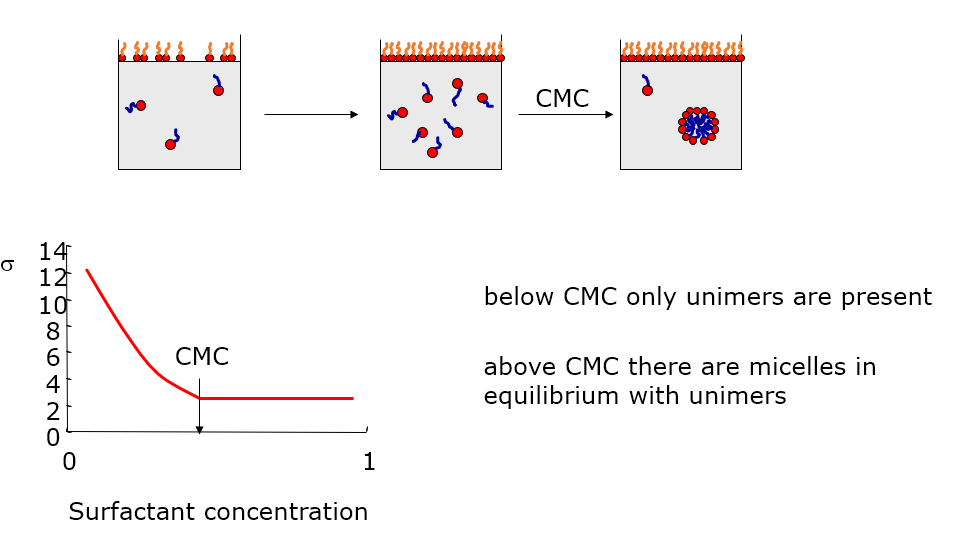 CMC
14
σ
12
10
8
6
4
2
0
CMC
0
1
Surfactant concentration
below CMC only unimers are present
above CMC there are micelles in
equilibrium with unimers